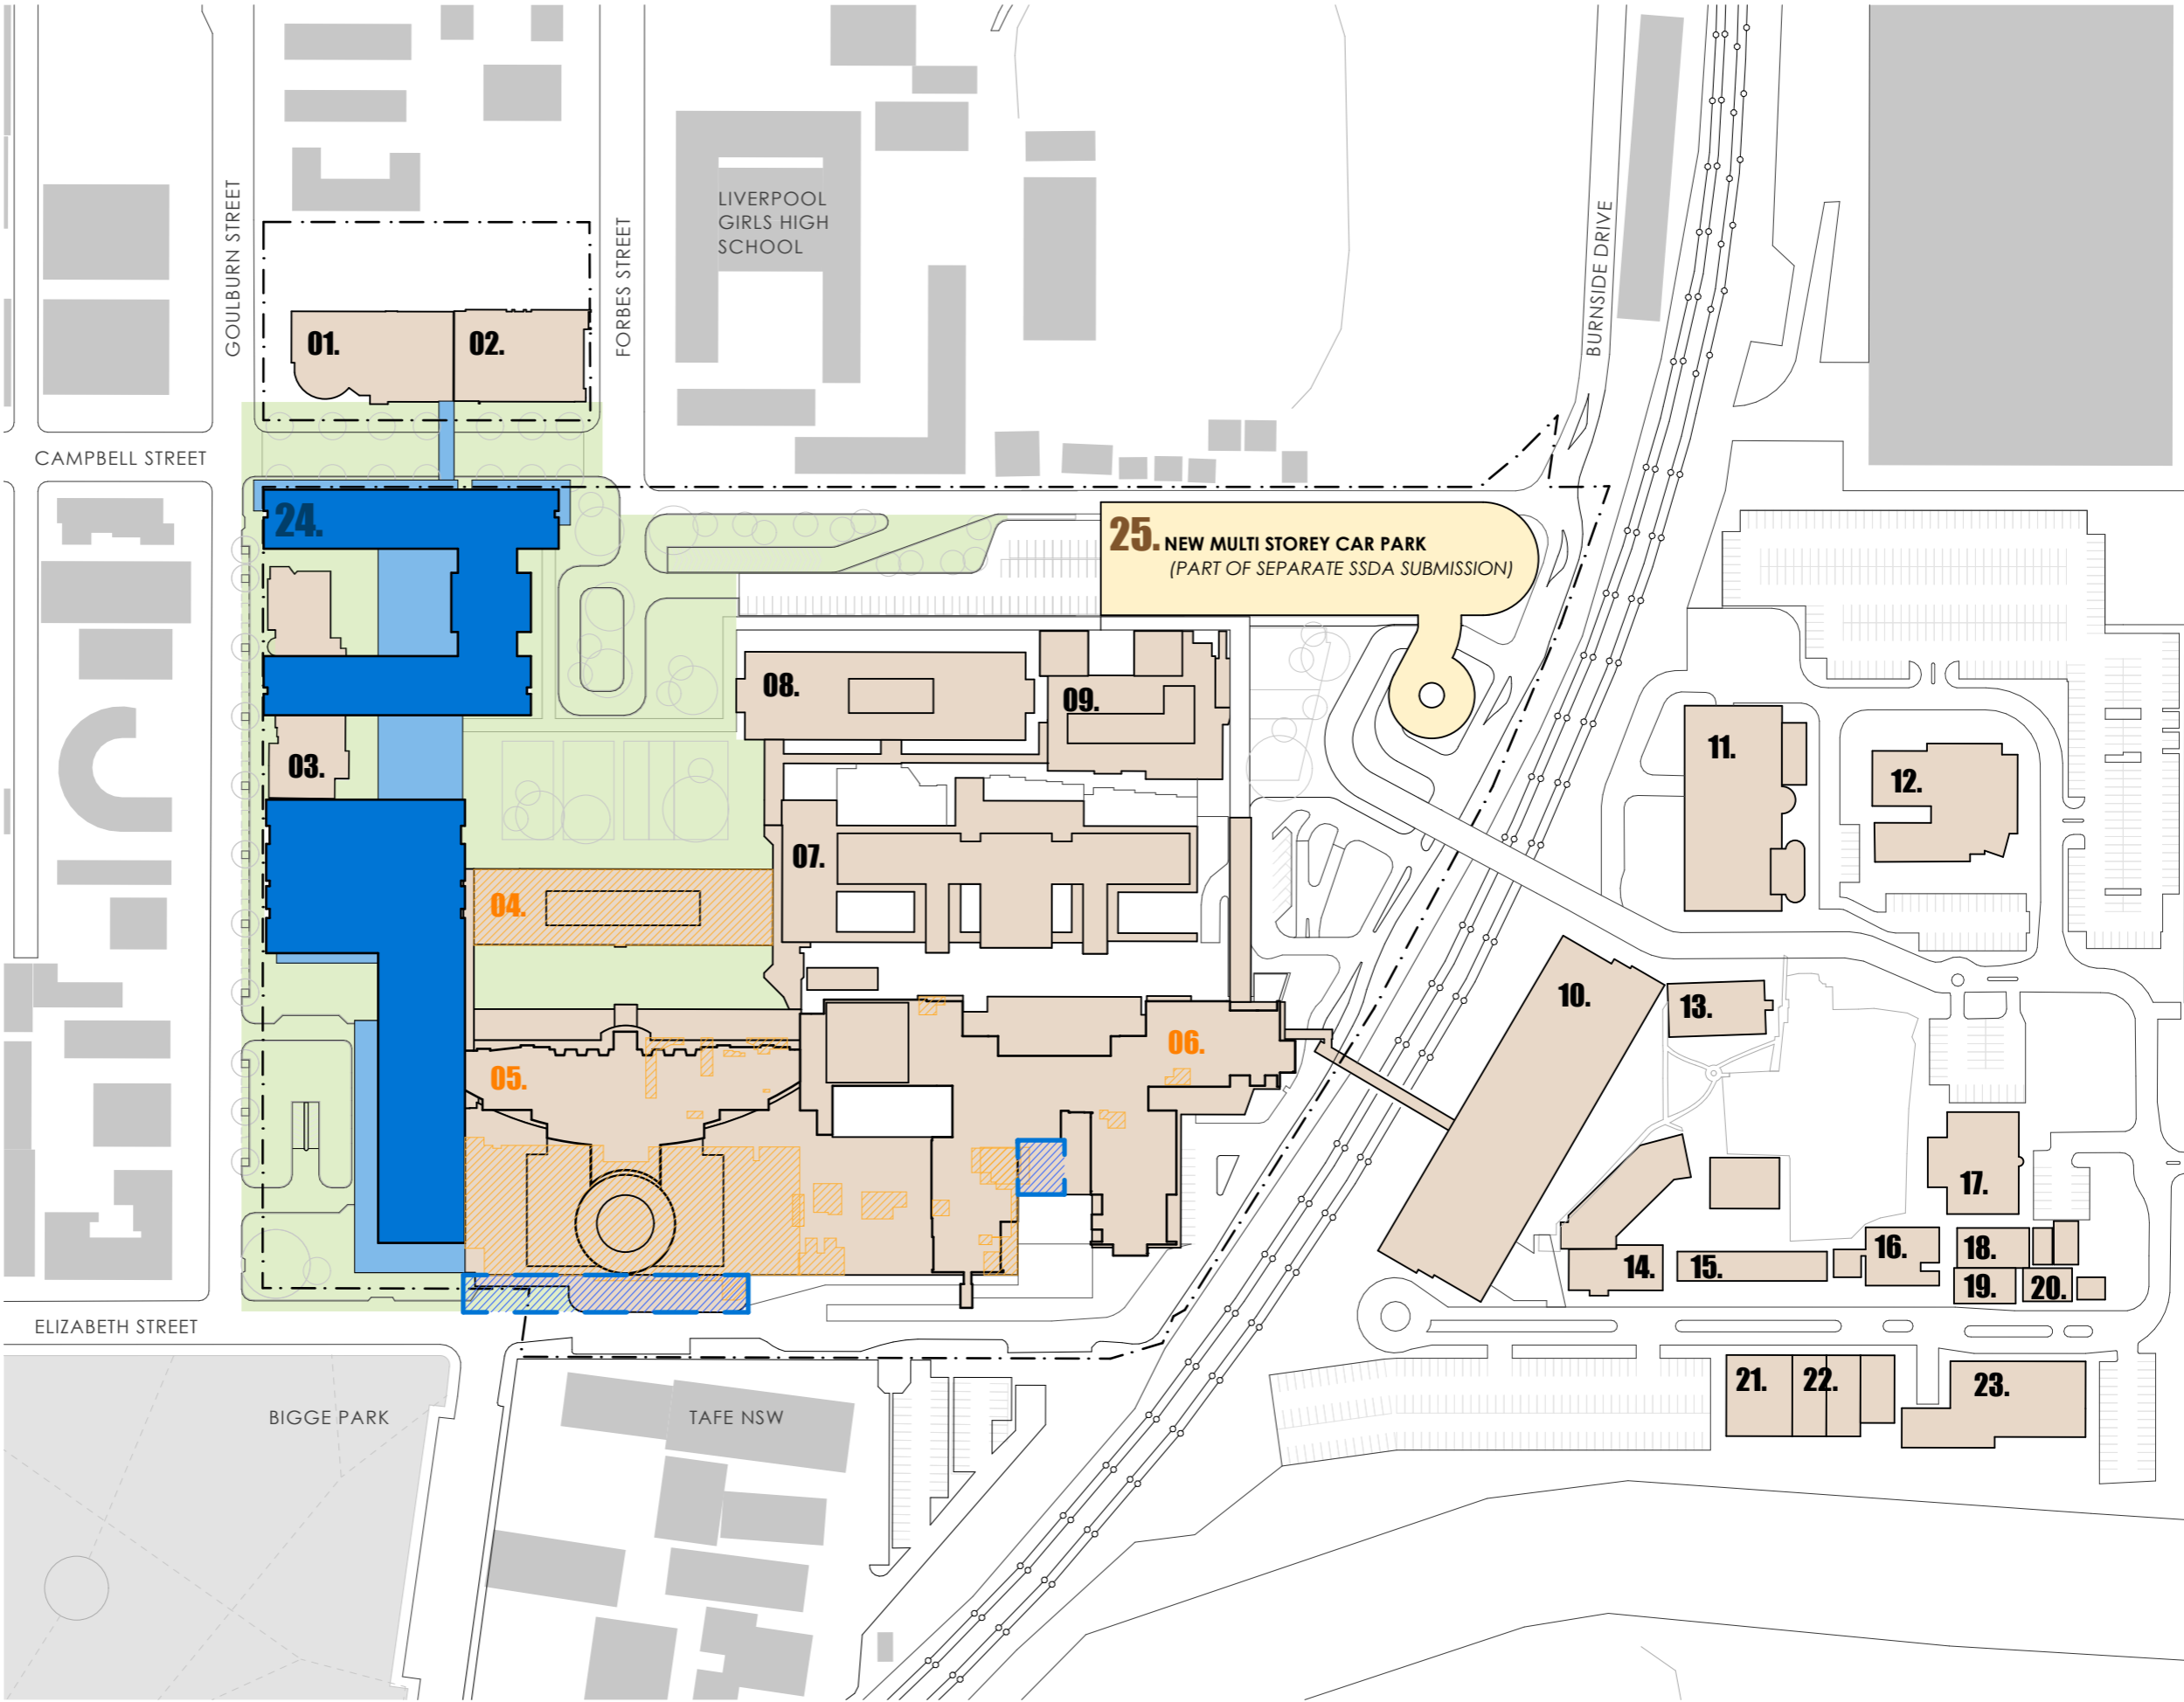 GOULBURN STREET
FORBES STREET
LIVERPOOL
GIRLS HIGH
SCHOOL
BURNSIDE DRIVE
01.
02.
CAMPBELL STREET
24.
25. NEW MULTI STOREY CAR PARK
(PART OF SEPARATE SSDA SUBMISSION)
08.
09.
03.
11.
12.
07.
04.
10.
13.
06.
05.
17.
14.
15.
16.
18.
19.
20.
ELIZABETH STREET
21.
22.
23.
BIGGE PARK
TAFE NSW